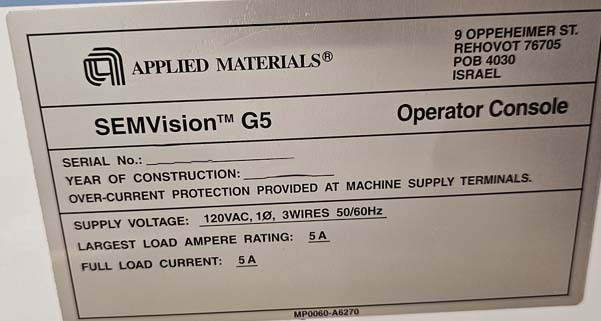 APPLIED MATERIALS®
9 OPPEHEIMER ST.
REHOVOT 76705
POB 4030
ISRAEL
SEMVision™ G5
Operator Console
SERIAL No.:
YEAR OF CONSTRUCTION:
OVER-CURRENT PROTECTION PROVIDED AT MACHINE SUPPLY TERMINALS.
SUPPLY VOLTAGE: 120VAC, 1Ø, 3WIRES 50/60Hz
LARGEST LOAD AMPERE RATING: 5 A
FULL LOAD CURRENT: 5 A
MP0060-A6270